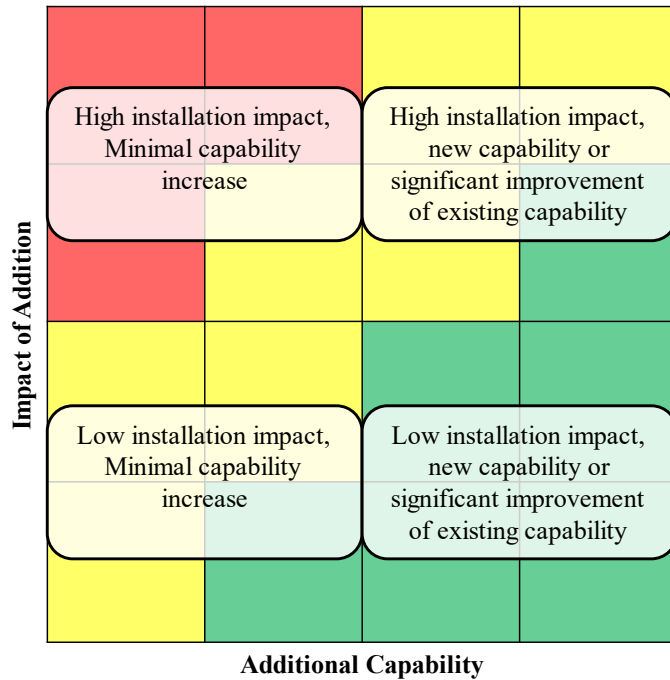 High installation impact,
Minimal capability
increase
High installation impact,
new capability or
significant improvement
of existing capability
Impact of Addition
Low installation impact,
Minimal capability
increase
Low installation impact,
new capability or
significant improvement
of existing capability
Additional Capability